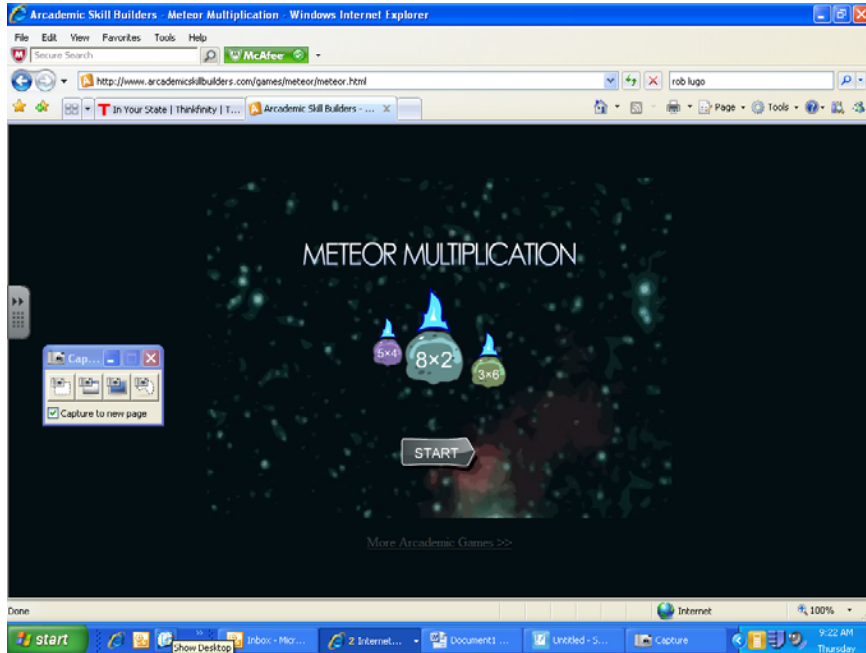 Arcademic Skill Builders - Meteor Multiplication - Windows Internet Explorer
File Edit View Favorites Tools Help
Secure Search McAfee
http://www.arcademicskillbuilders.com/games/meteor/meteor.html rob lugo
T In Your State | Thinkfinity | T... Arcademic Skill Builders - ... X Page Tools
METEOR MULTIPLICATION
5×4 8×2 3×6
Cap...
Capture to new page
START
More Arcademic Games >>
Done Internet 100%
start Inbox - Micr... 2 Internet... Document1 ... Untitled - S... Capture 9:22 AM
Show Desktop Thursday